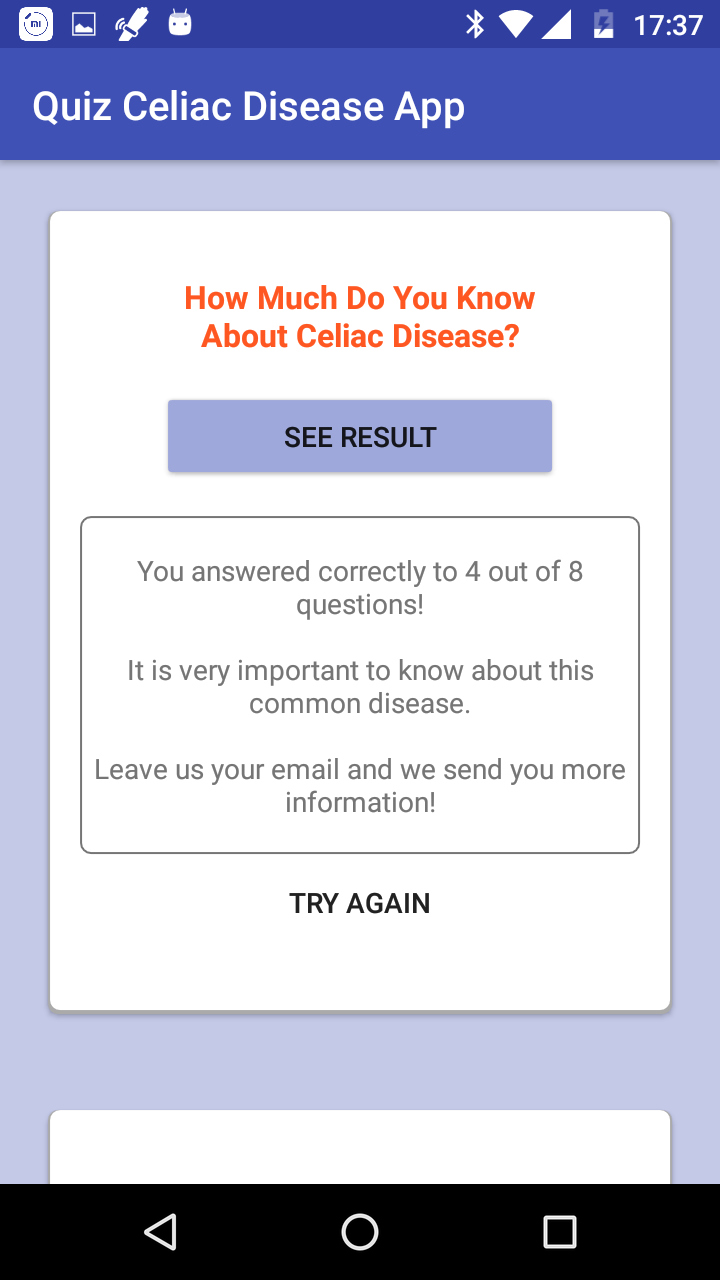 17:37
Quiz Celiac Disease App
How Much Do You Know
About Celiac Disease?
SEE RESULT
You answered correctly to 4 out of 8
questions!
It is very important to know about this
common disease.
Leave us your email and we send you more
information!
TRY AGAIN